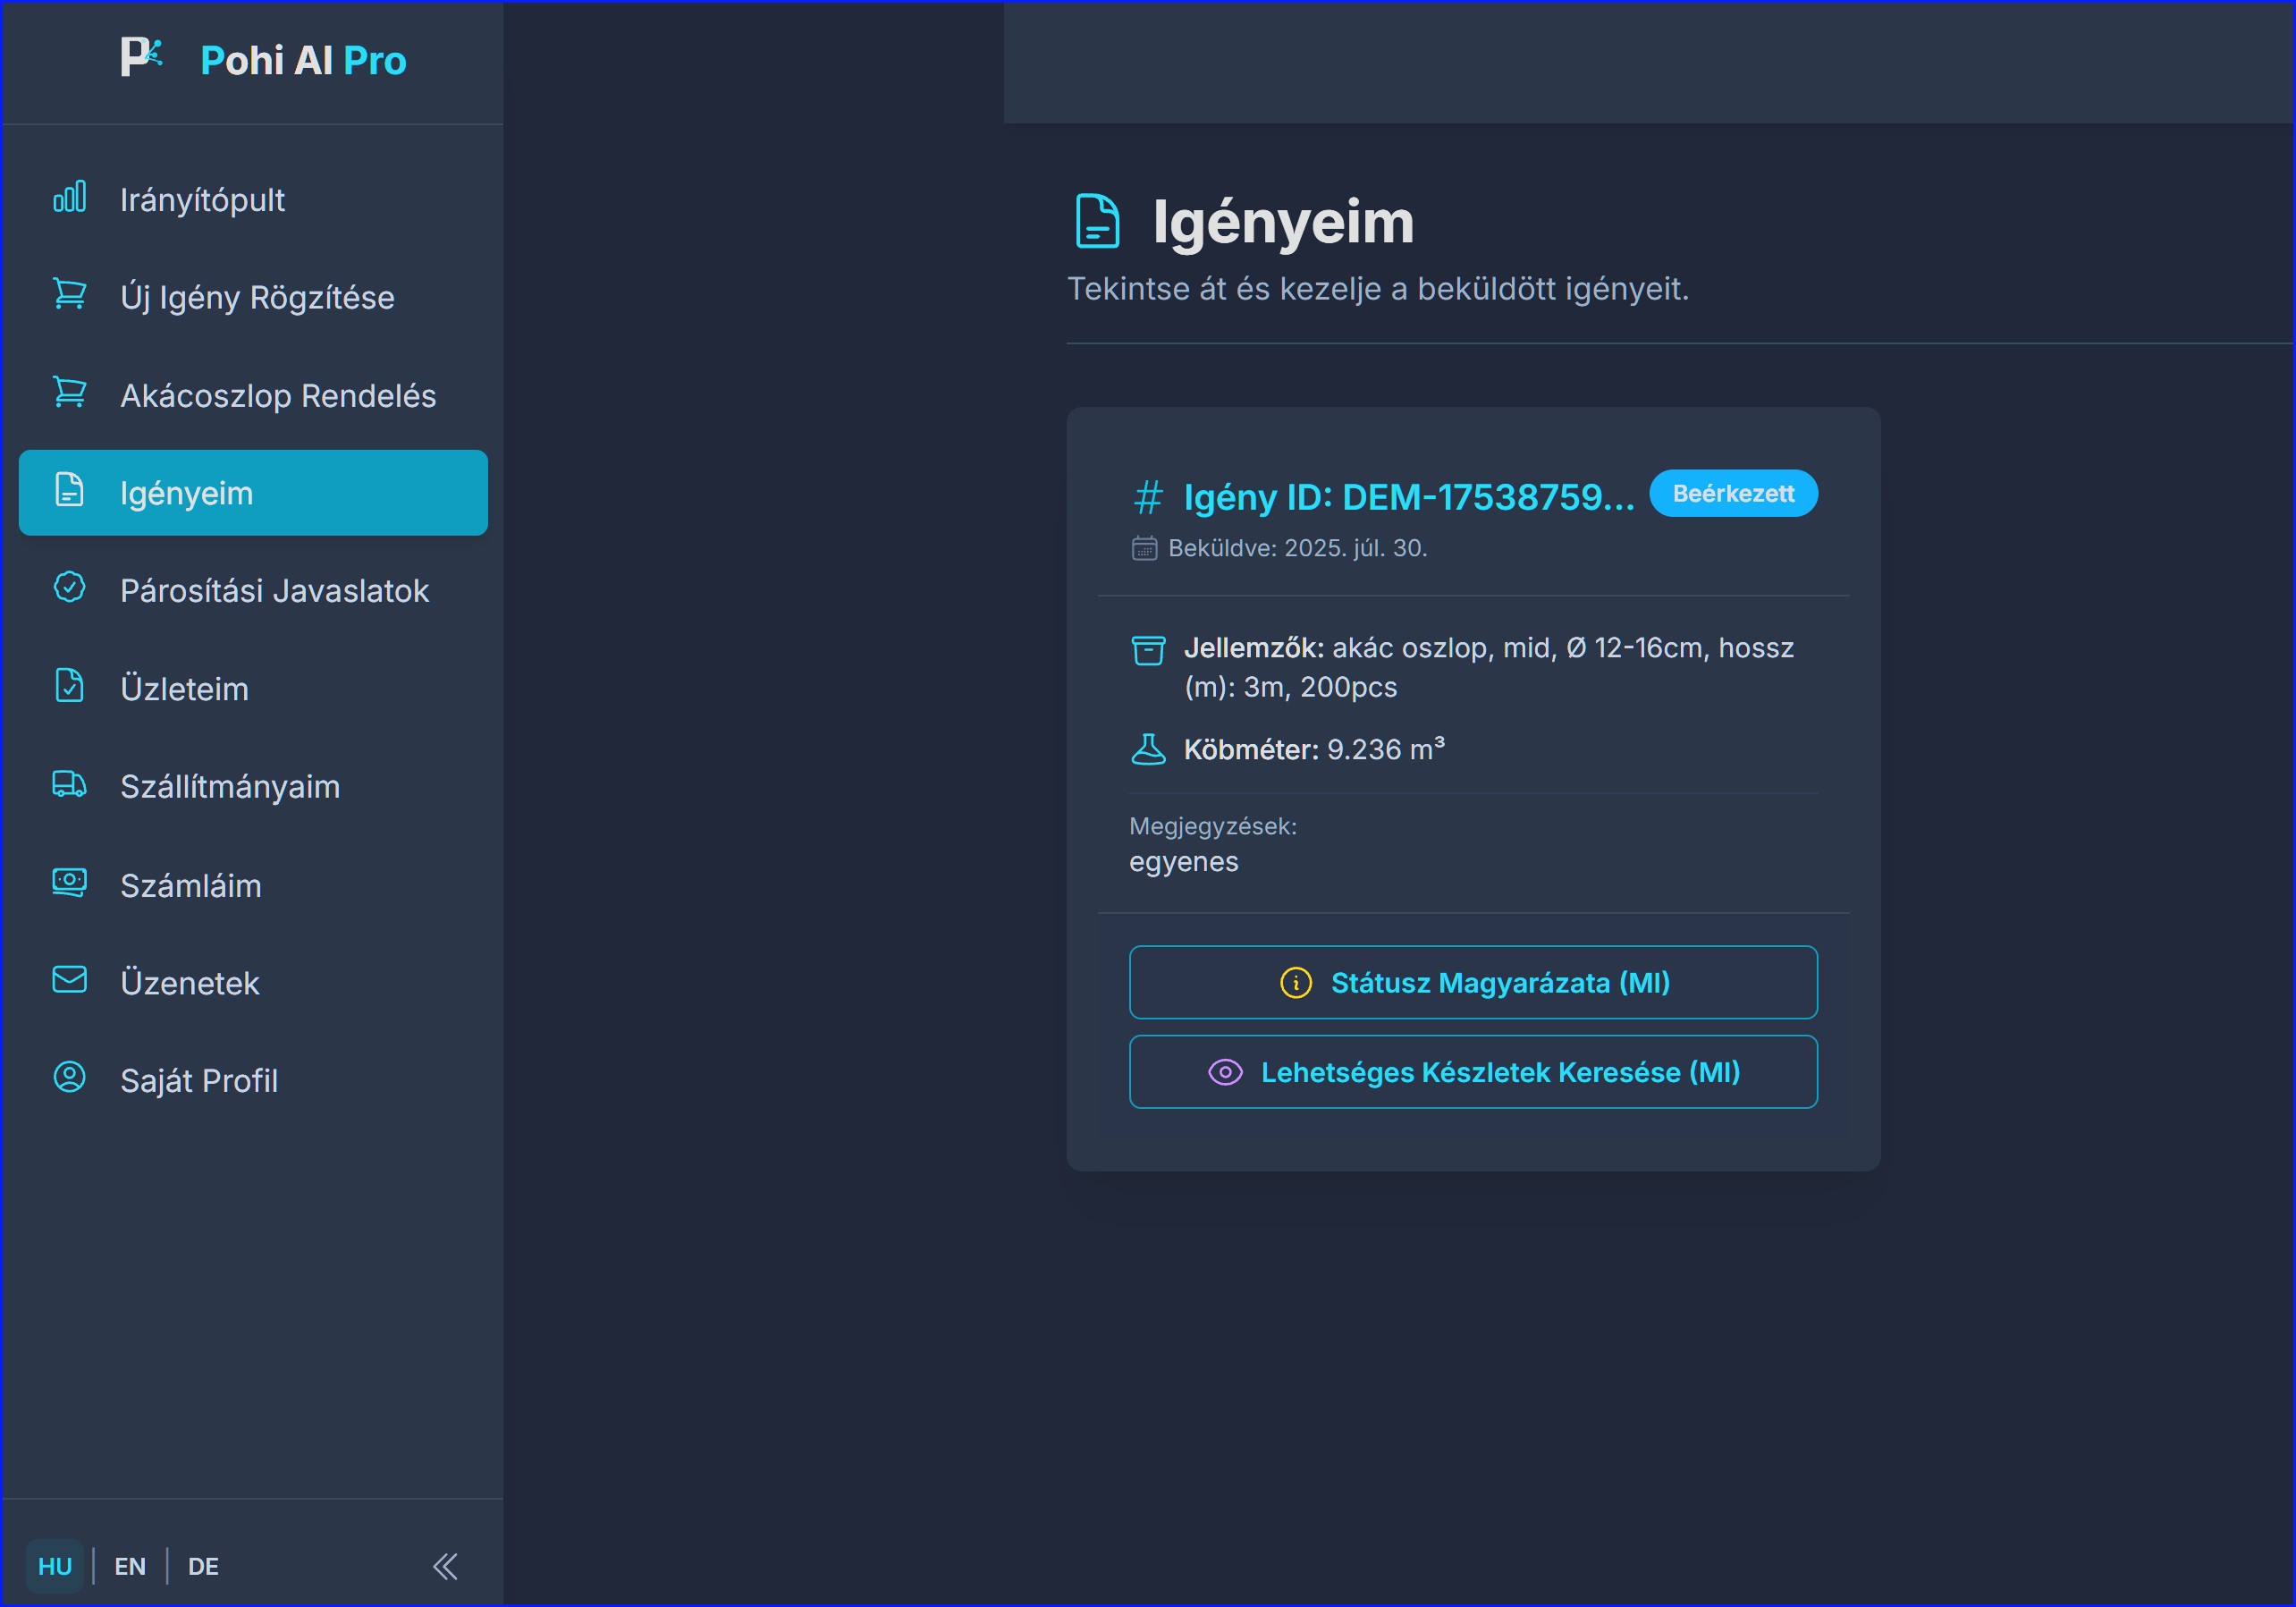 Pohi AI Pro
Irányítópult
Új Igény Rögzítése
Akácoszlop Rendelés
Igényeim
Párosítási Javaslatok
Üzleteim
Szállítmányaim
Számláim
Üzenetek
Saját Profil
HU EN DE
Igényeim
Tekintse át és kezelje a beküldött igényeit.
Igény ID: DEM-17538759... Beérkezett
Beküldve: 2025. júl. 30.
Jellemzők: akác oszlop, mid, Ø 12-16cm, hossz
(m): 3m, 200pcs
Köbméter: 9.236 m³
Megjegyzések:
egyenes
Státusz Magyarázata (MI)
Lehetséges Készletek Keresése (MI)